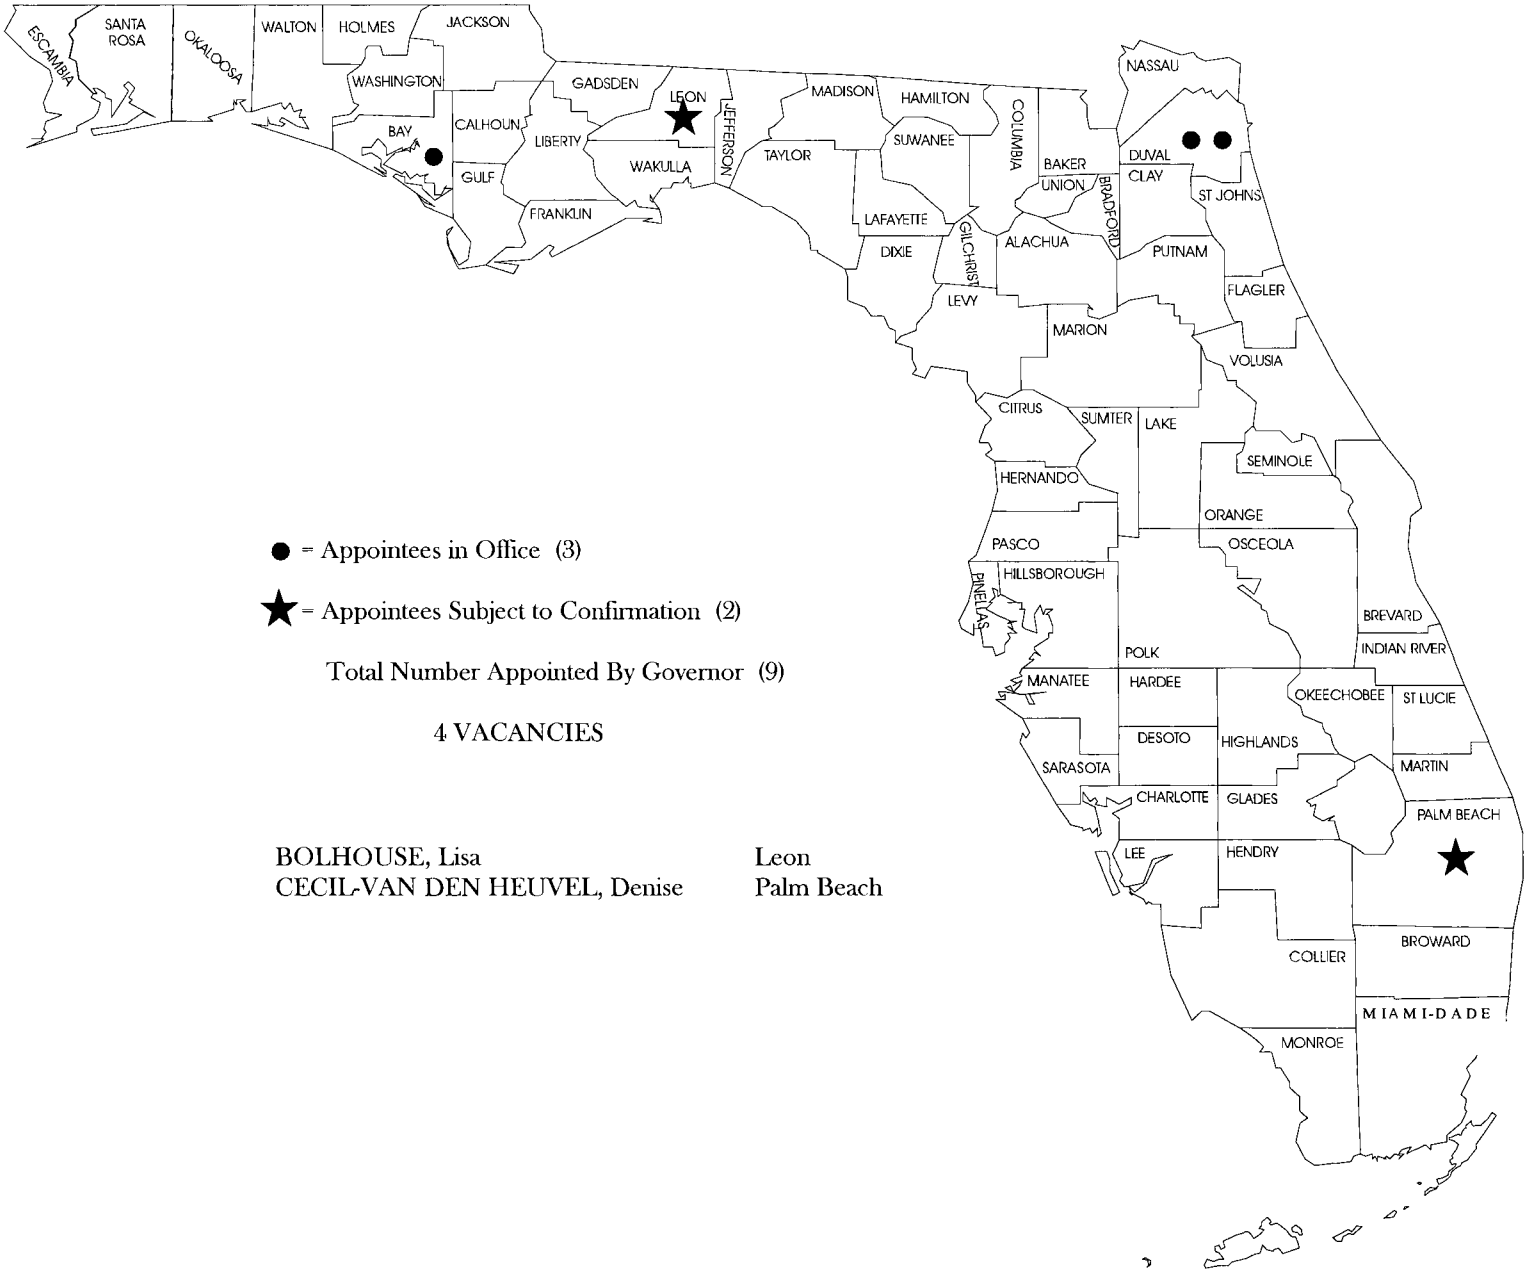 ESCAMBIA
SANTA
ROSA
OKALOOSA
WALTON
HOLMES
JACKSON
WASHINGTON
BAY
CALHOUN
GULF
GADSDEN
LIBERTY
FRANKLIN
LEON
WAKULLA
JEFFERSON
MADISON
TAYLOR
HAMILTON
SUWANEE
LAFAYETTE
DIXIE
COLUMBIA
GILCHRIST
BAKER
UNION
BRADFORD
ALACHUA
LEVY
NASSAU
DUVAL
CLAY
ST JOHNS
PUTNAM
FLAGLER
MARION
VOLUSIA
CITRUS
SUMTER
LAKE
SEMINOLE
HERNANDO
ORANGE
PASCO
OSCEOLA
PINELLAS
HILLSBOROUGH
POLK
BREVARD
INDIAN RIVER
MANATEE
HARDEE
OKEECHOBEE
ST LUCIE
DESOTO
HIGHLANDS
SARASOTA
MARTIN
CHARLOTTE
GLADES
PALM BEACH
LEE
HENDRY
BROWARD
COLLIER
MIAMI-DADE
MONROE
= Appointees in Office (3)
= Appointees Subject to Confirmation (2)
Total Number Appointed By Governor (9)
4 VACANCIES
BOLHOUSE, Lisa Leon
CECIL-VAN DEN HEUVEL, Denise Palm Beach